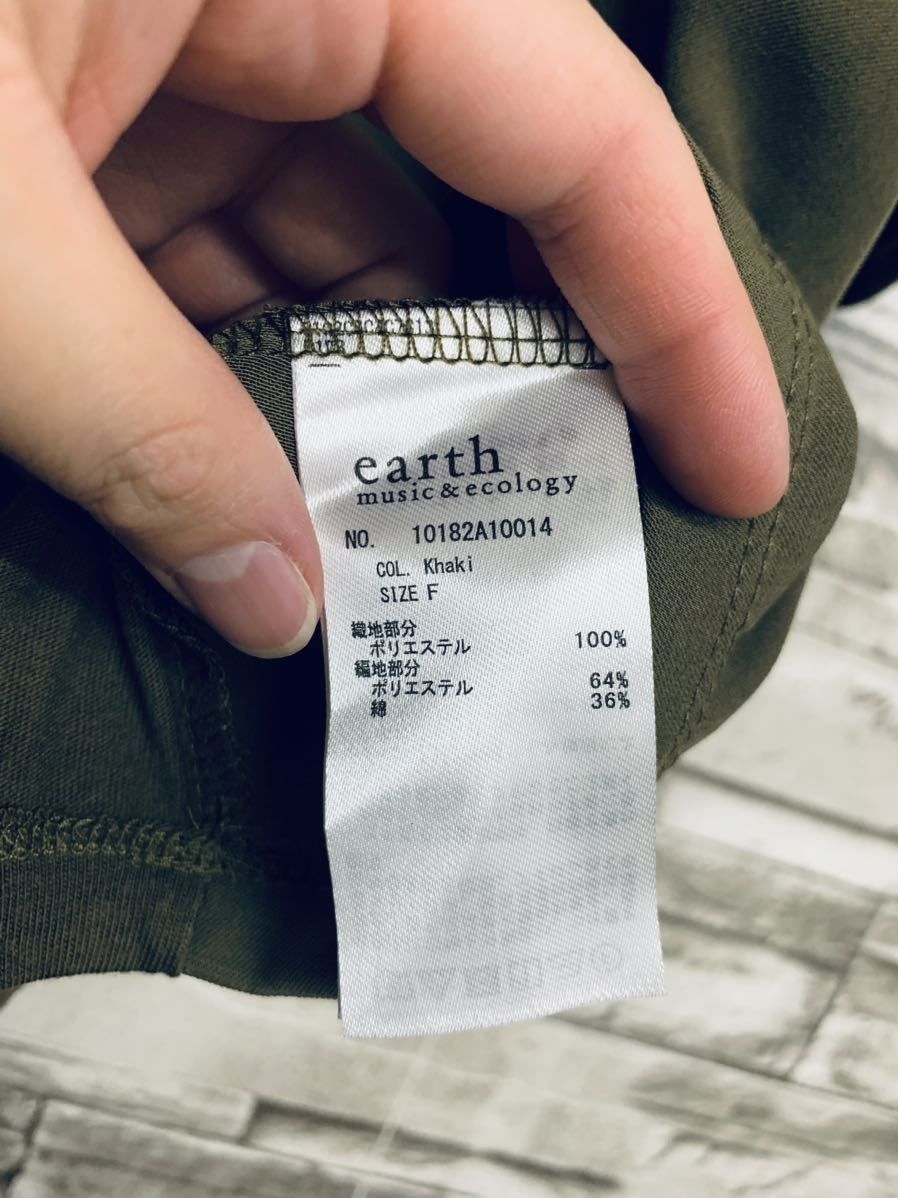 earth
music&ecology
NO. 10182A10014
COL. Khaki
SIZE F
織地部分
ポリエステル 100%
編地部分
ポリエステル 64%
綿 36%